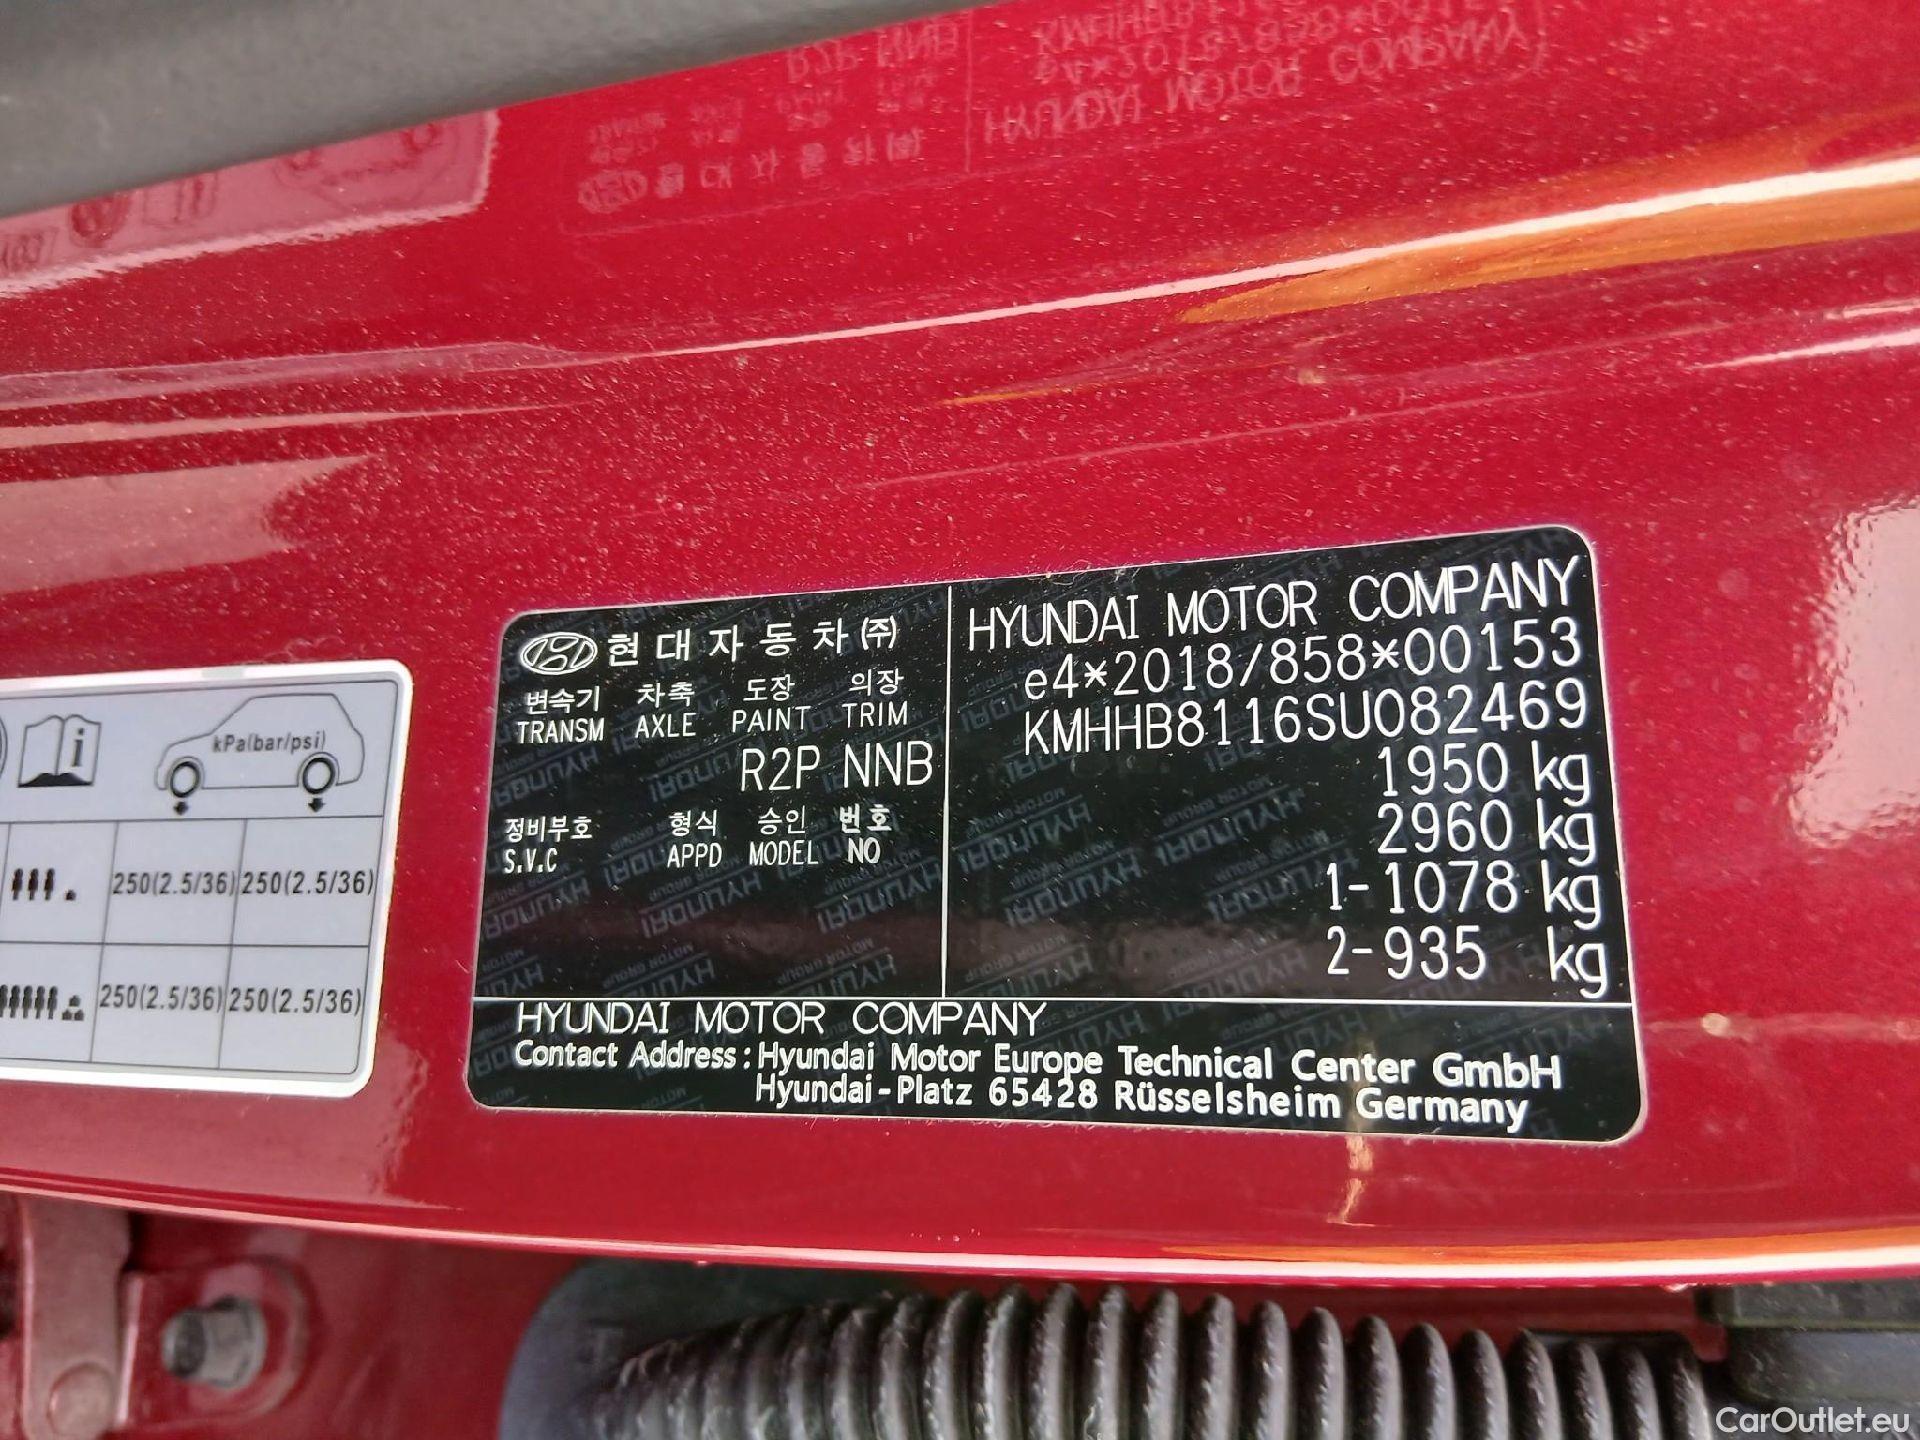 현대자동차(주)
변속기 차축 도장 의장
TRANSM AXLE PAINT TRIM
R2P NNB
정비부호 형식 승인 번호
S.V.C APPD MODEL NO
HYUNDAI MOTOR COMPANY
e4*2018/858*00153
KMHHB8116SU082469
1950 kg
2960 kg
1-1078 kg
2-935 kg
HYUNDAI MOTOR COMPANY
Contact Address : Hyundai Motor Europe Technical Center GmbH
Hyundai-Platz 65428 Rüsselsheim Germany
i
kPa(bar/psi)
250(2.5/36) 250(2.5/36)
250(2.5/36) 250(2.5/36)
CarOutlet.eu